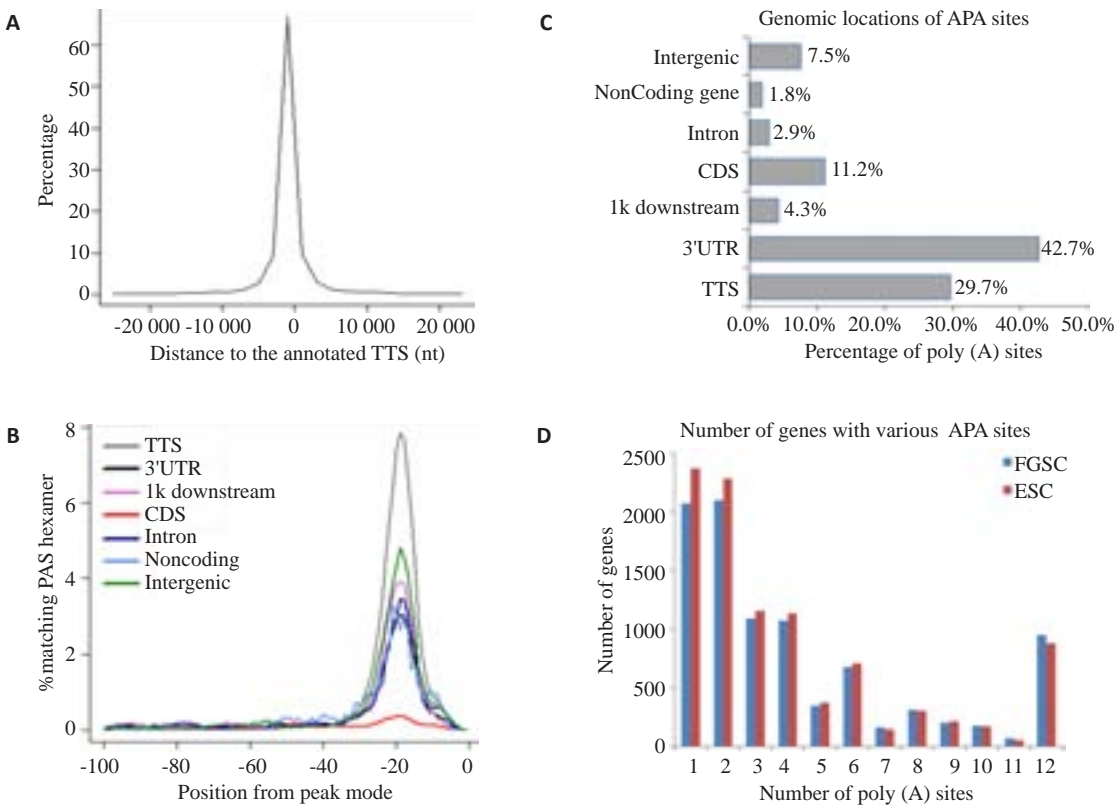 A
Percentage
60
50
40
30
20
10
0
-20 000 -10 000 0 10 000 20 000
Distance to the annotated TTS (nt)
C
Genomic locations of APA sites
Intergenic 7.5%
NonCoding gene 1.8%
Intron 2.9%
CDS 11.2%
1k downstream 4.3%
3'UTR 42.7%
TTS 29.7%
0.0% 10.0% 20.0% 30.0% 40.0% 50.0%
Percentage of poly (A) sites
B
% matching PAS hexamer
8
6
4
2
0
TTS
3'UTR
1k downstream
CDS
Intron
Noncoding
Intergenic
-100 -80 -60 -40 -20 0
Position from peak mode
D
Number of genes with various APA sites
FGSC
ESC
Number of genes
2500
2000
1500
1000
500
0
1 2 3 4 5 6 7 8 9 10 11 12
Number of poly (A) sites